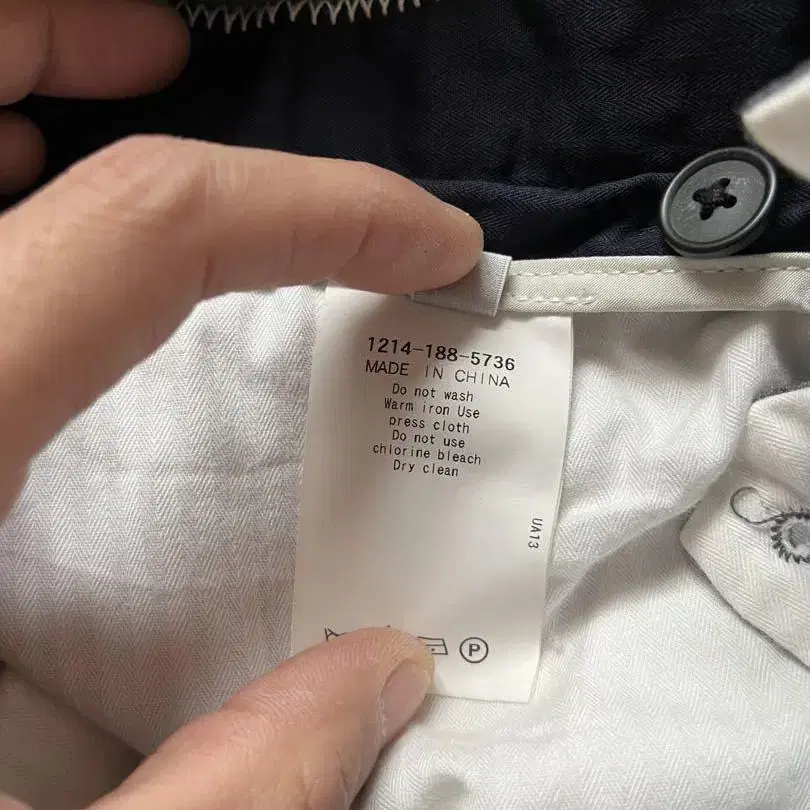 1214-188-5736
MADE IN CHINA
Do not wash
Warm iron Use
press cloth
Do not use
chlorine bleach
Dry clean
UA13
P